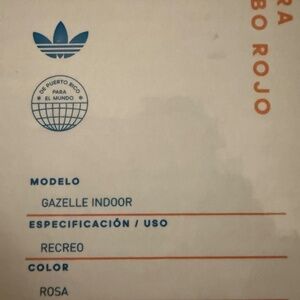 RA
BO ROJO
DE PUERTO RICO
PARA
EL MUNDO
MODELO
GAZELLE INDOOR
ESPECIFICACIÓN / USO
RECREO
COLOR
ROSA